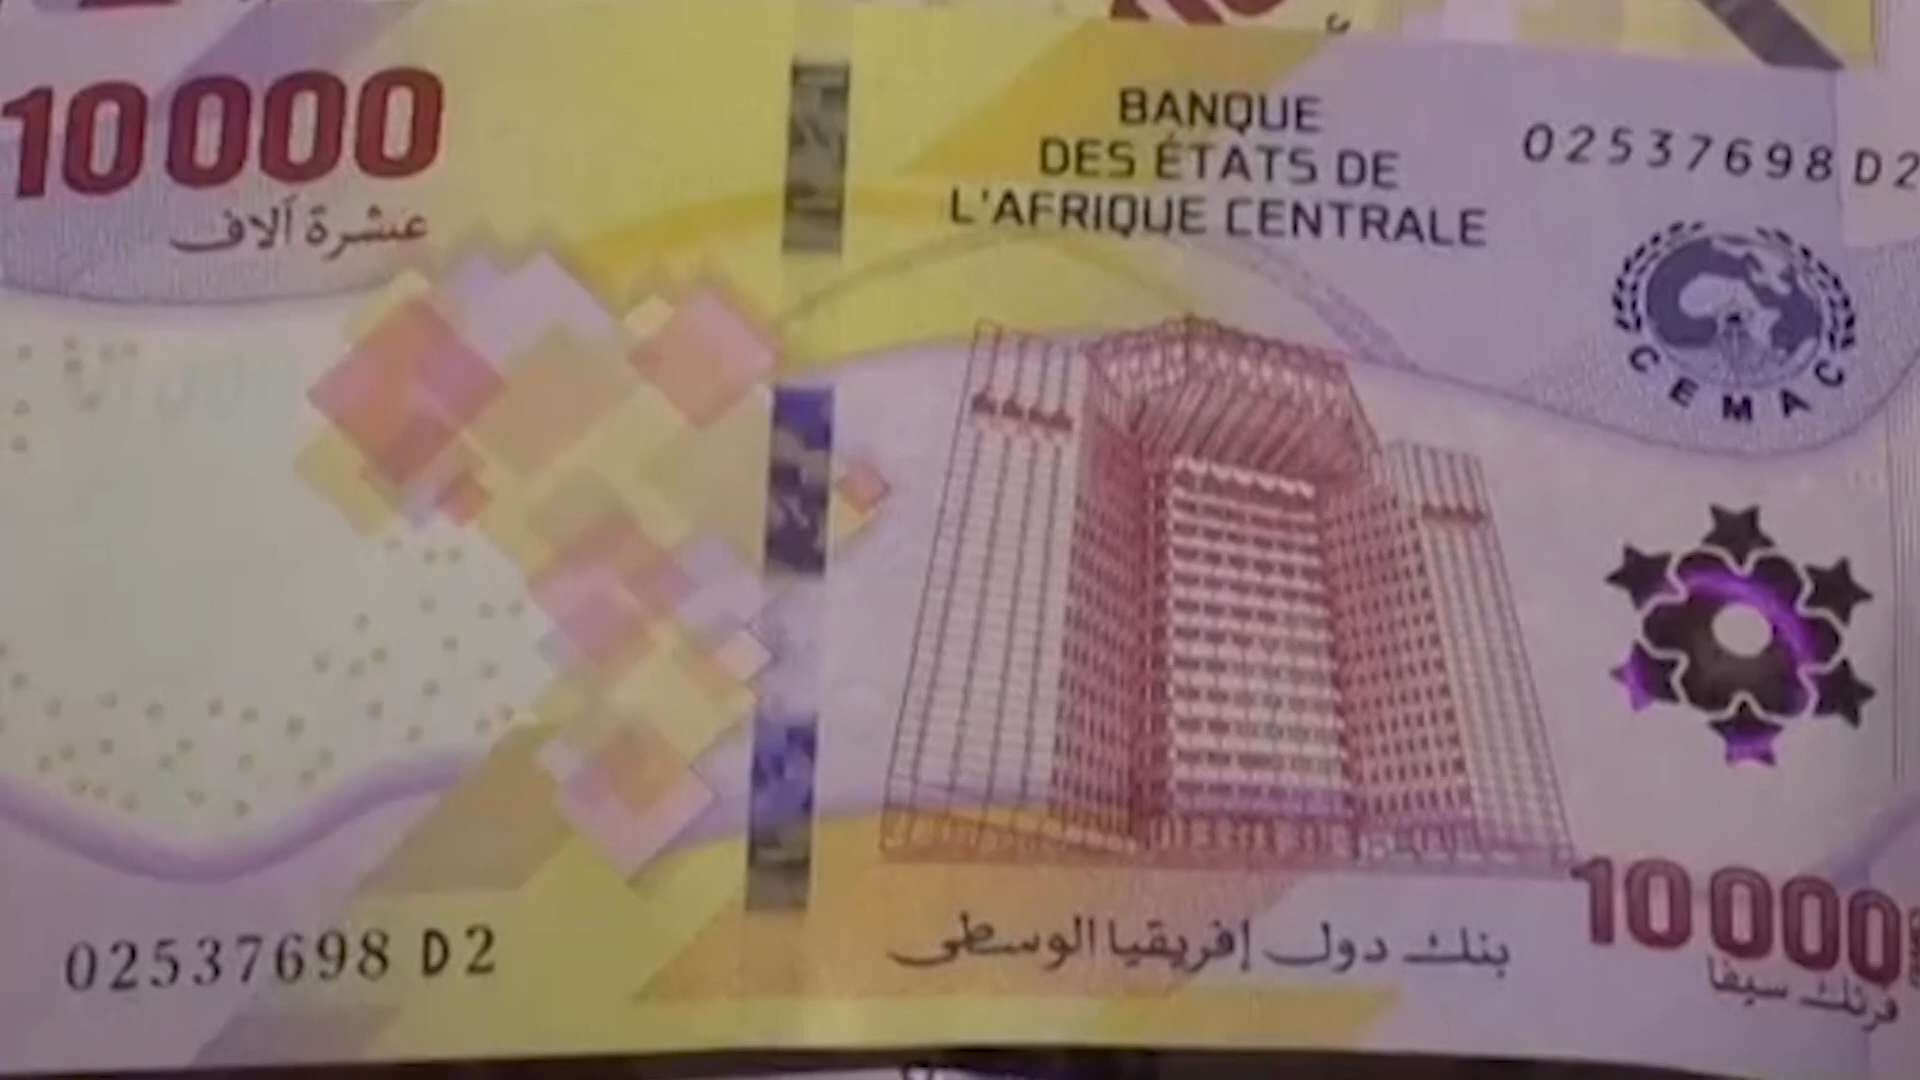 10000
عشرة آلاف
BANQUE
DES ÉTATS DE
L'AFRIQUE CENTRALE
02537698 D2
CEMAC
02537698 D2
بنك دول إفريقيا الوسطى
10000
فرنك سيفا